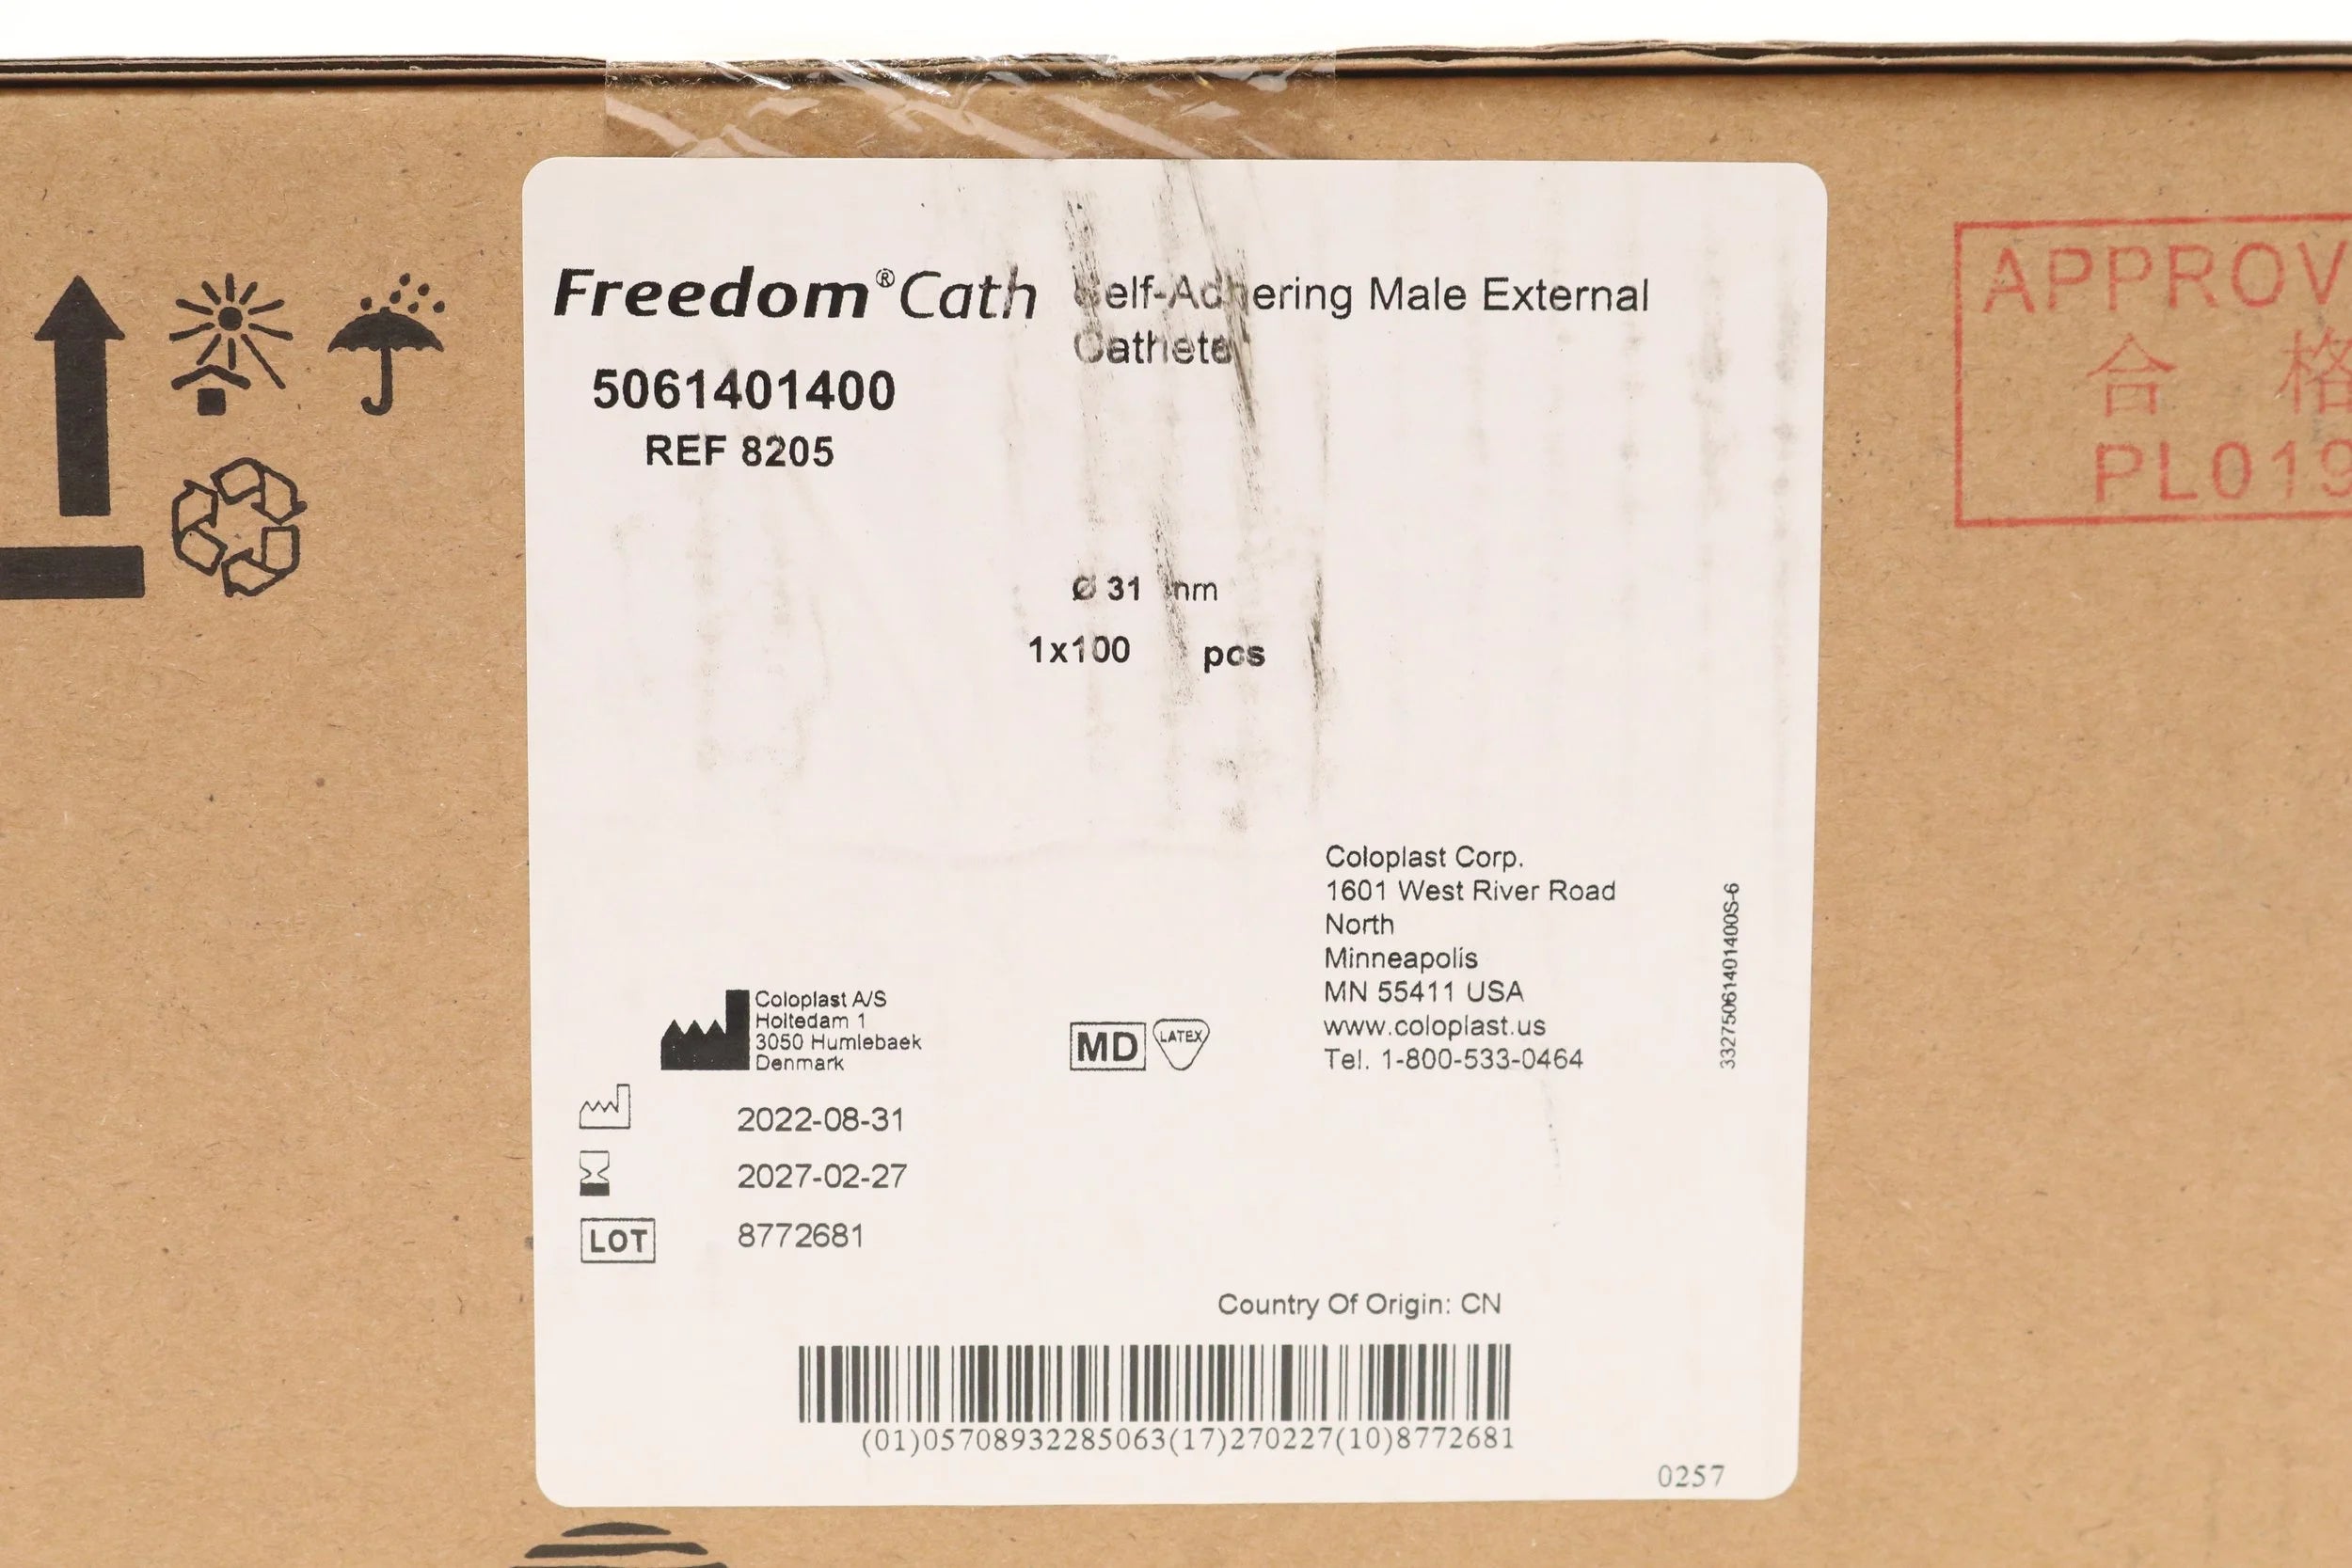 Freedom® Cath Self-Adhering Male External
Catheter
5061401400
REF 8205
Ø 31 mm
1x100 pcs
Coloplast Corp.
1601 West River Road
North
Minneapolis
MN 55411 USA
www.coloplast.us
Tel. 1-800-533-0464
33275061401400S-6
Coloplast A/S
Holtedam 1
3050 Humlebaek
Denmark
MD
LATEX
2022-08-31
2027-02-27
LOT 8772681
Country Of Origin: CN
(01)05708932285063(17)270227(10)8772681
0257
APPROV
合 格
PL019